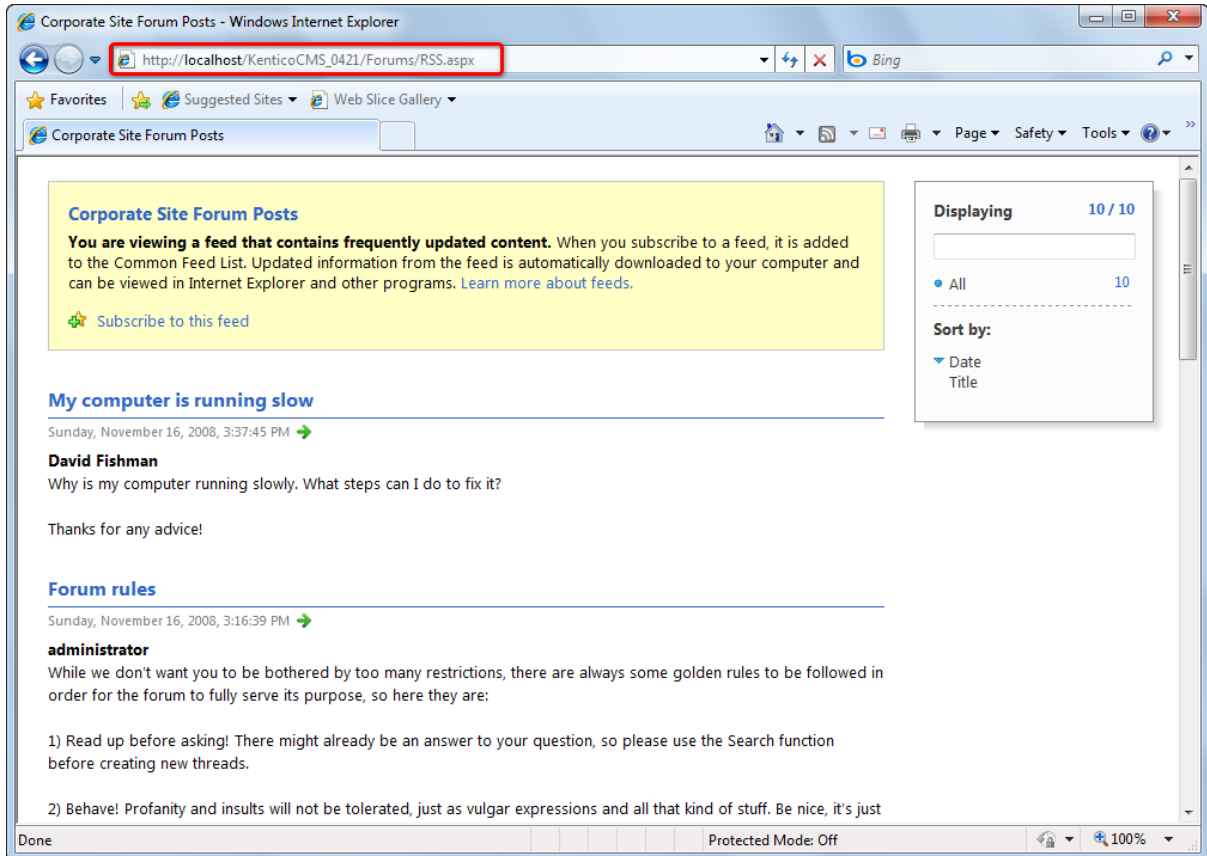 Corporate Site Forum Posts - Windows Internet Explorer
http://localhost/KenticoCMS_0421/Forums/RSS.aspx
Bing
Favorites
Suggested Sites
Web Slice Gallery
Corporate Site Forum Posts
Page
Safety
Tools
»
Corporate Site Forum Posts
You are viewing a feed that contains frequently updated content. When you subscribe to a feed, it is added
to the Common Feed List. Updated information from the feed is automatically downloaded to your computer and
can be viewed in Internet Explorer and other programs. Learn more about feeds.
Subscribe to this feed
Displaying 10 / 10
All 10
Sort by:
Date
Title
My computer is running slow
Sunday, November 16, 2008, 3:37:45 PM
David Fishman
Why is my computer running slowly. What steps can I do to fix it?
Thanks for any advice!
Forum rules
Sunday, November 16, 2008, 3:16:39 PM
administrator
While we don't want you to be bothered by too many restrictions, there are always some golden rules to be followed in
order for the forum to fully serve its purpose, so here they are:
1) Read up before asking! There might already be an answer to your question, so please use the Search function
before creating new threads.
2) Behave! Profanity and insults will not be tolerated, just as vulgar expressions and all that kind of stuff. Be nice, it's just
Done
Protected Mode: Off
100%